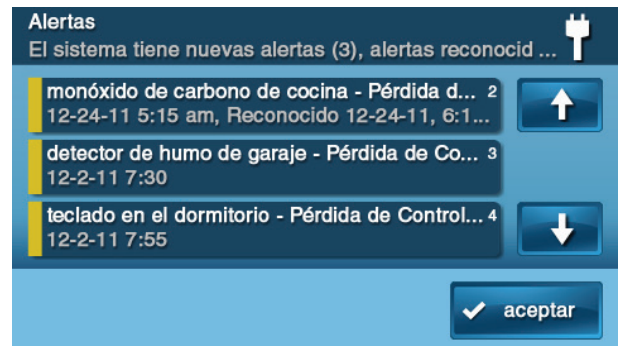 Alertas
El sistema tiene nuevas alertas (3), alertas reconocid ...
monóxido de carbono de cocina - Pérdida d... 2
12-24-11 5:15 am, Reconocido 12-24-11, 6:1...
detector de humo de garaje - Pérdida de Co... 3
12-2-11 7:30
teclado en el dormitorio - Pérdida de Control... 4
12-2-11 7:55
aceptar